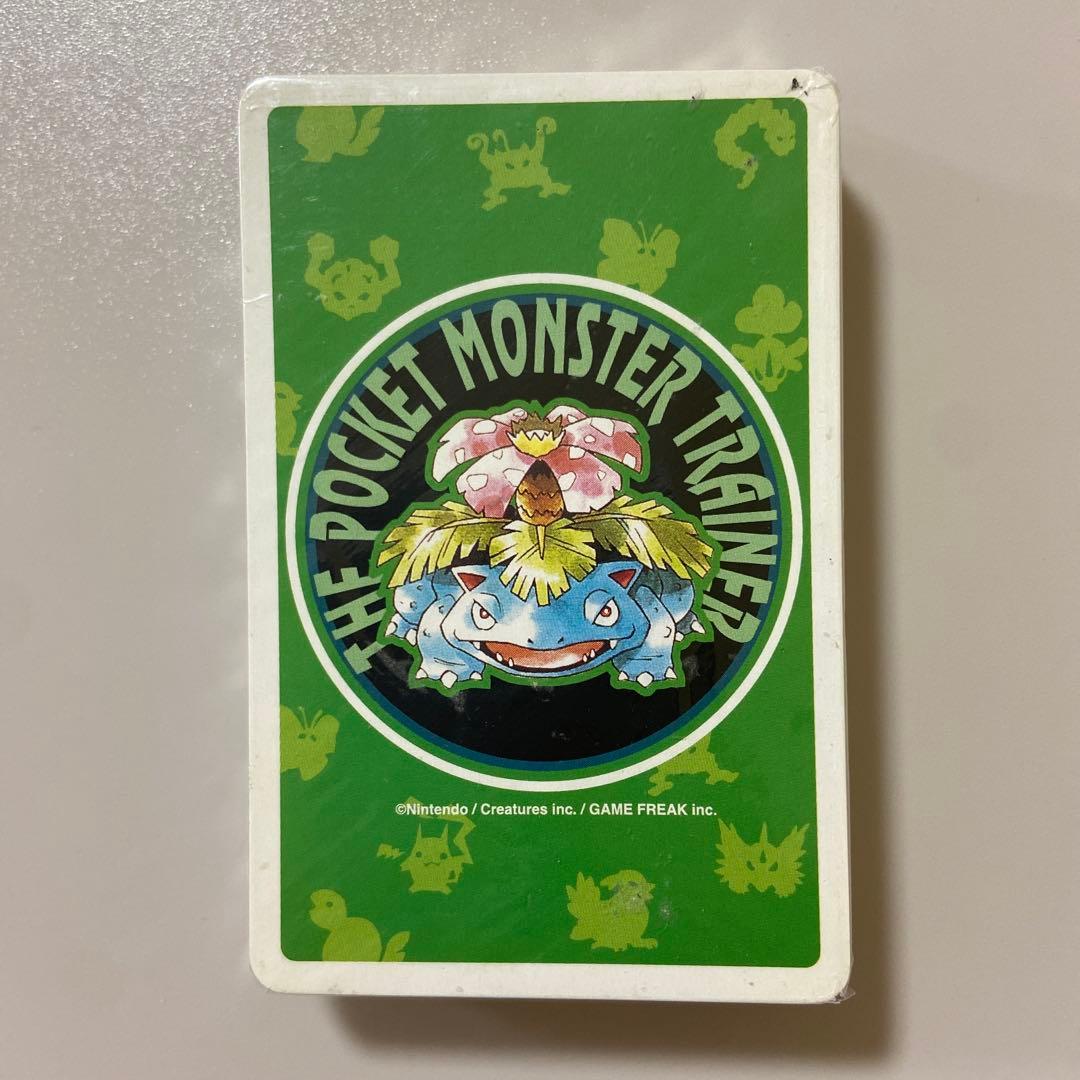 THE POCKET MONSTER TRAINER
©Nintendo / Creatures inc. / GAME FREAK inc.